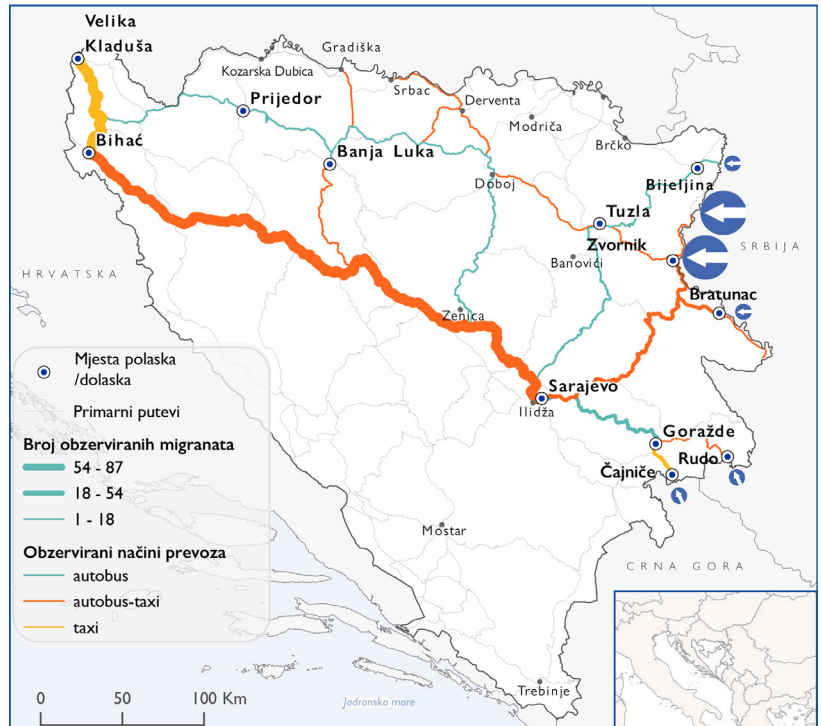 Velika
Kladuša
Gradiška
Kozarska Dubica
Srbac
Prijedor
Derventa
Modriča
Bihać
Brčko
Banja Luka
Doboj
Bijeljina
Tuzla
Zvornik
SRBIJA
Banovići
HRVATSKA
Bratunac
Zenica
Mjesta polaska
/dolaska
Primarni putevi
Broj obzerviranih migranata
54 - 87
18 - 54
1 - 18
Obzervirani načini prevoza
autobus
autobus-taxi
taxi
Sarajevo
Ilidža
Goražde
Rudo
Čajniče
Mostar
CRNA GORA
Trebinje
Jadransko more
0 50 100 Km